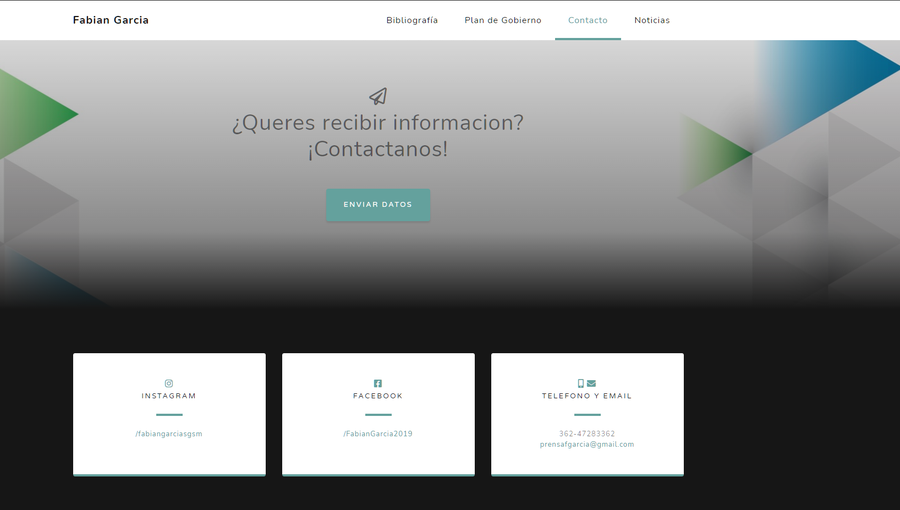 Fabian Garcia
Bibliografía Plan de Gobierno Contacto Noticias
¿Queres recibir informacion?
¡Contactanos!
ENVIAR DATOS
INSTAGRAM
/fabiangarciasgsm
FACEBOOK
/FabianGarcia2019
TELEFONO Y EMAIL
362-47283362
prensafgarcia@gmail.com